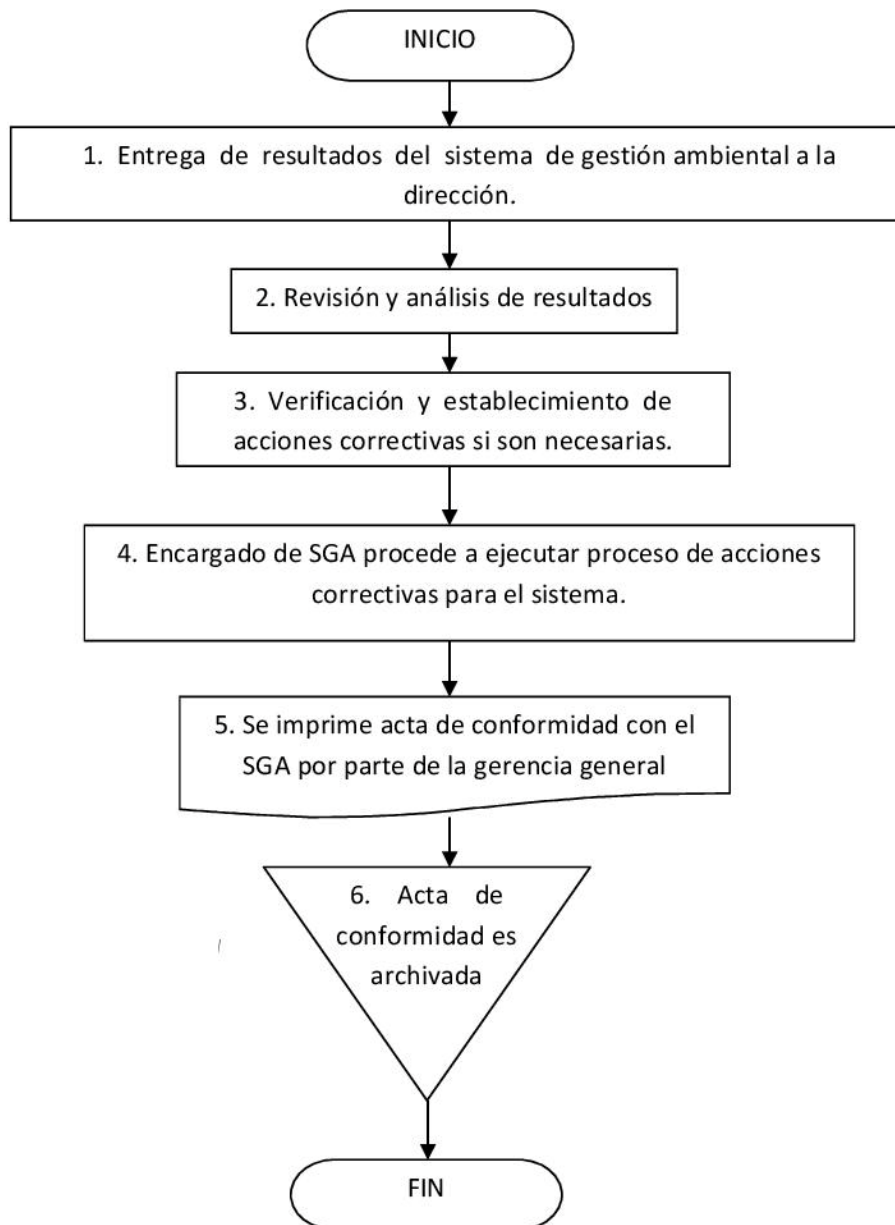 INICIO
1. Entrega de resultados del sistema de gestión ambiental a la
dirección.
2. Revisión y análisis de resultados
3. Verificación y establecimiento de
acciones correctivas si son necesarias.
4. Encargado de SGA procede a ejecutar proceso de acciones
correctivas para el sistema.
5. Se imprime acta de conformidad con el
SGA por parte de la gerencia general
6. Acta de
conformidad es
archivada
FIN